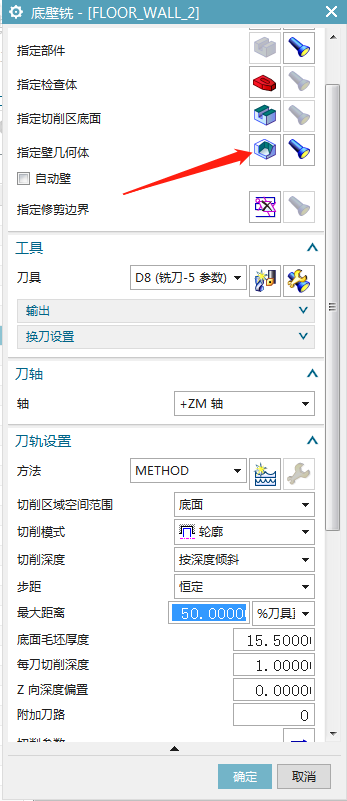 底壁铣 - [FLOOR_WALL_2]
指定部件
指定检查体
指定切削区底面
指定壁几何体
自动壁
指定修剪边界
工具
刀具 D8 (铣刀-5 参数)
输出
换刀设置
刀轴
轴 +ZM 轴
刀轨设置
方法 METHOD
切削区域空间范围 底面
切削模式 轮廓
切削深度 按深度倾斜
步距 恒定
最大距离 50.0000 %刀具
底面毛坯厚度 15.5000
每刀切削深度 1.0000
Z 向深度偏置 0.0000
附加刀路 0
切削参数
确定 取消